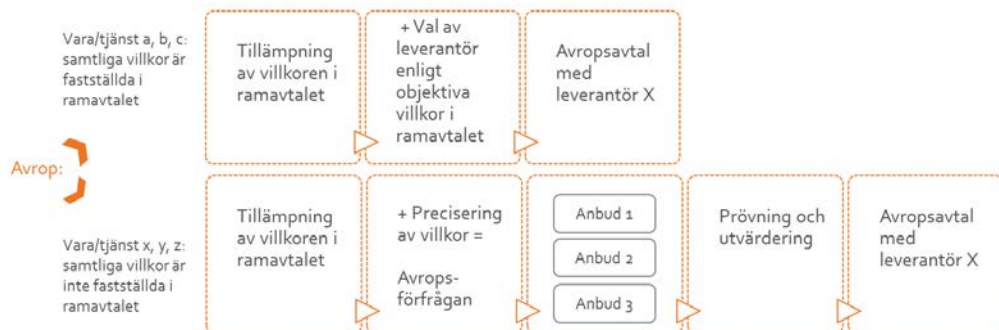 Vara/tjänst a, b, c:
samtliga villkor är
fastställda i
ramavtalet
Tillämpning
av villkoren i
ramavtalet
+ Val av
leverantör
enligt
objektiva
villkor i
ramavtalet
Avropsavtal
med
leverantör X
Avrop:
Vara/tjänst x, y, z:
samtliga villkor är
inte fastställda i
ramavtalet
Tillämpning
av villkoren i
ramavtalet
+ Precisering
av villkor =
Avrops-
förfrågan
Anbud 1
Anbud 2
Anbud 3
Prövning och
utvärdering
Avropsavtal
med
leverantör X